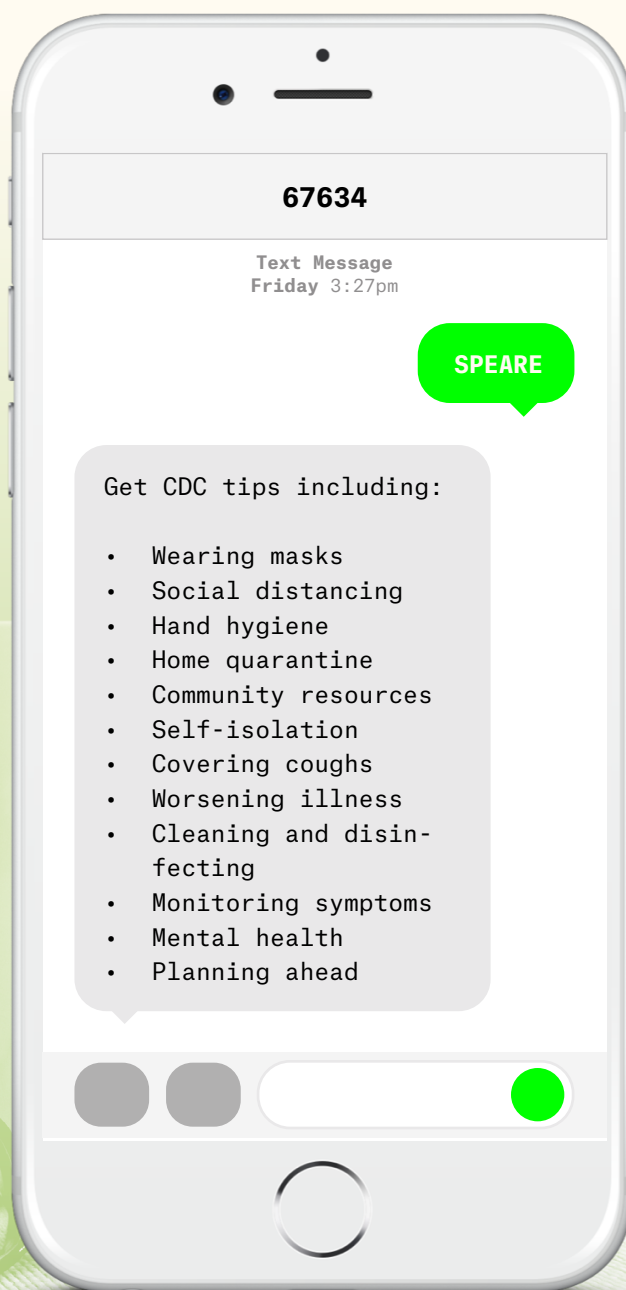 67634
Text Message
Friday 3:27pm
SPEARE
Get CDC tips including:
• Wearing masks
• Social distancing
• Hand hygiene
• Home quarantine
• Community resources
• Self-isolation
• Covering coughs
• Worsening illness
• Cleaning and disin-
fecting
• Monitoring symptoms
• Mental health
• Planning ahead